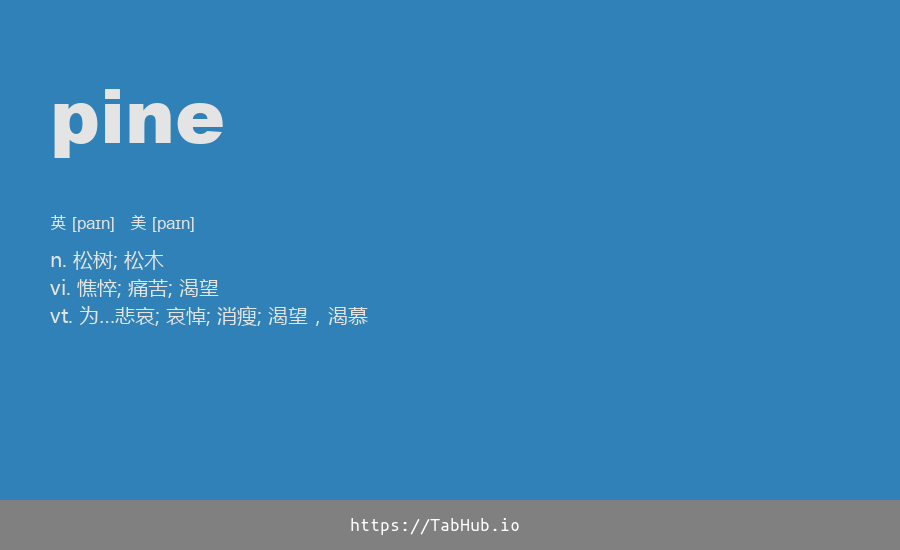 pine
英 [paɪn] 美 [paɪn]
n. 松树; 松木
vi. 憔悴; 痛苦; 渴望
vt. 为…悲哀; 哀悼; 消瘦; 渴望，渴慕
https://TabHub.io